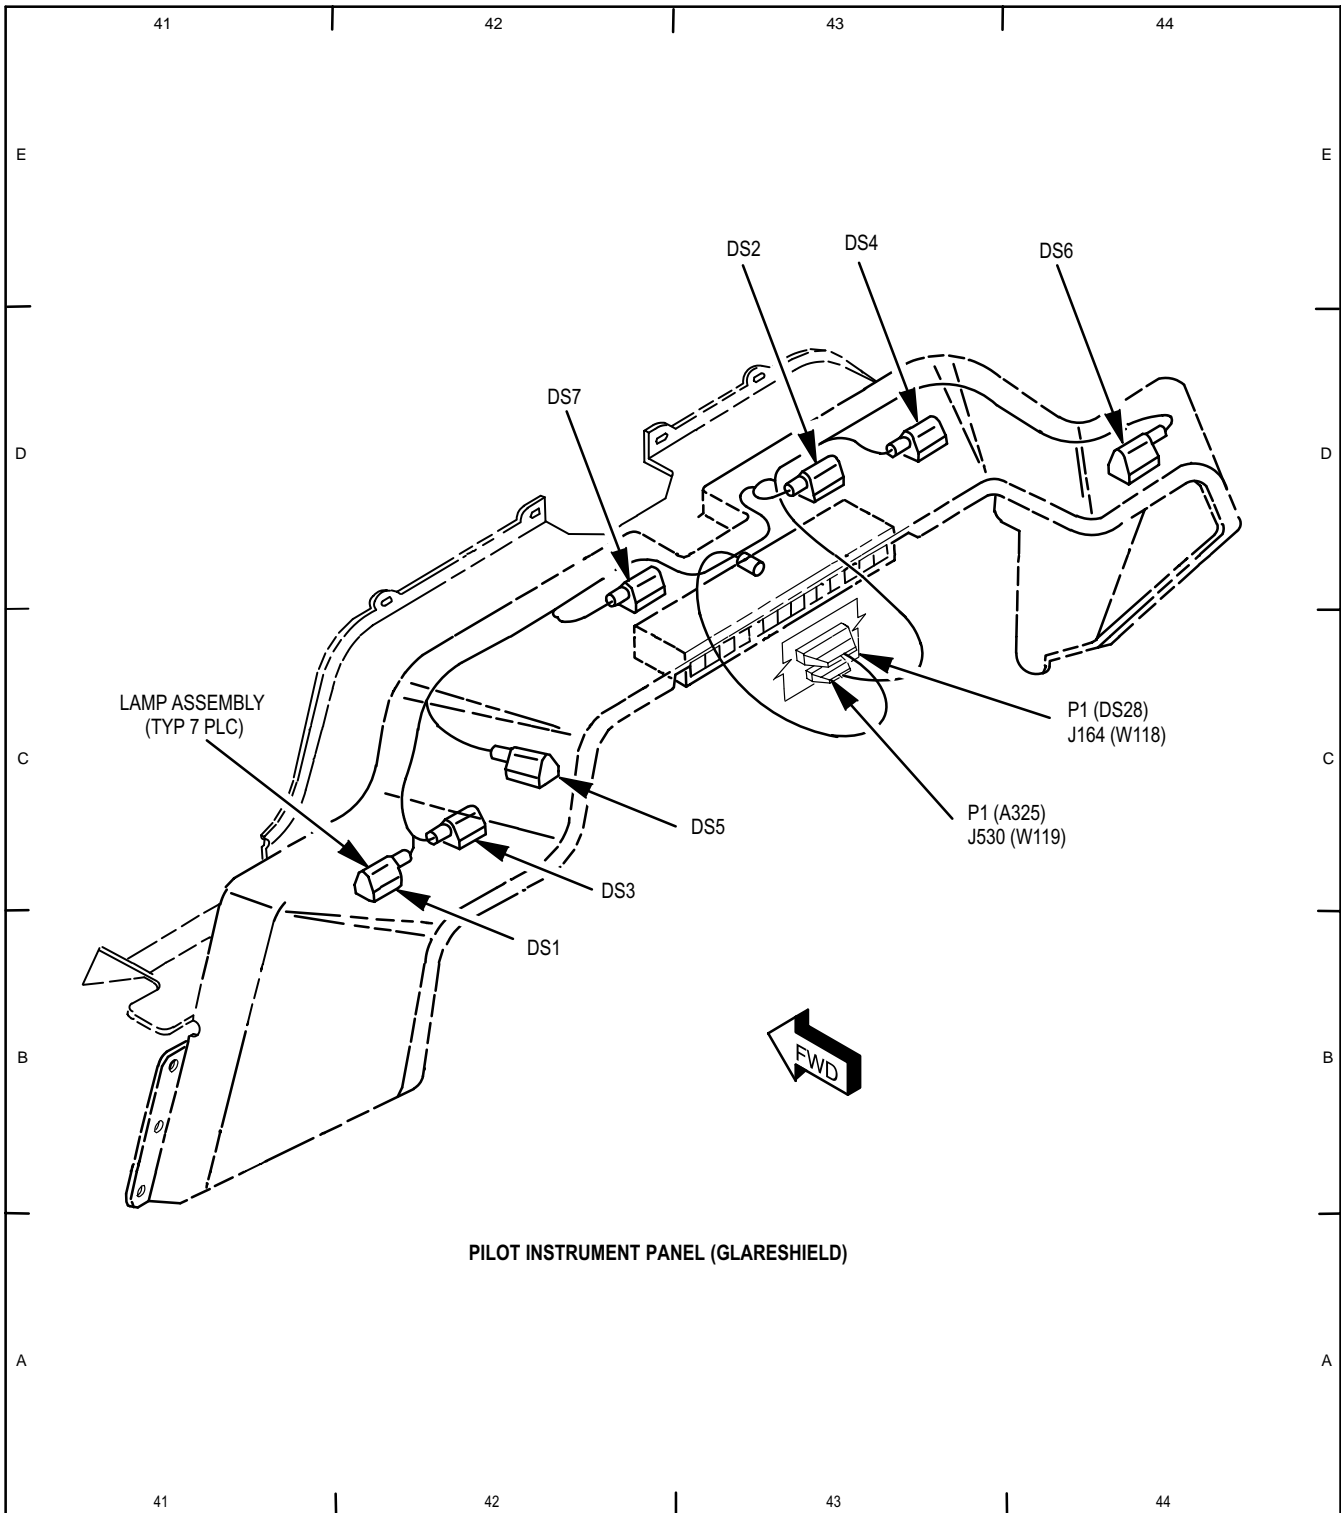 41 42 43 44
E E
DS2 DS4 DS6
DS7
D D
LAMP ASSEMBLY
(TYP 7 PLC)
P1 (DS28)
J164 (W118)
C C
P1 (A325)
J530 (W119)
DS5
DS3
DS1
FWD
B B
PILOT INSTRUMENT PANEL (GLARESHIELD)
A A
41 42 43 44